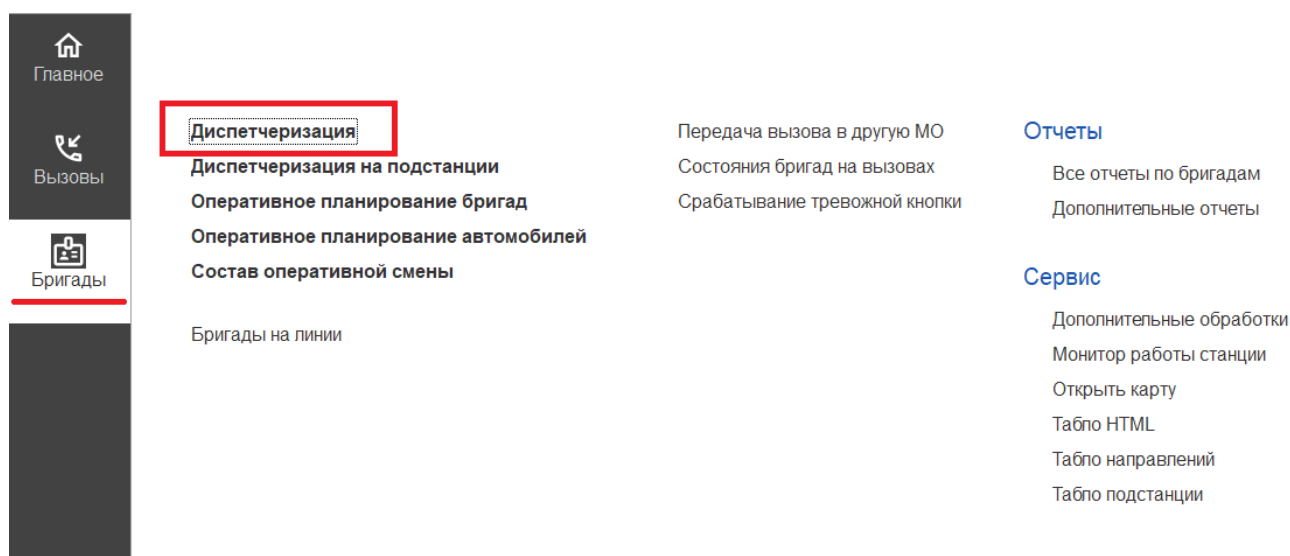 Главное
Вызовы
Бригады
Диспетчеризация
Диспетчеризация на подстанции
Оперативное планирование бригад
Оперативное планирование автомобилей
Состав оперативной смены
Бригады на линии
Передача вызова в другую МО
Состояния бригад на вызовах
Срабатывание тревожной кнопки
Отчеты
Все отчеты по бригадам
Дополнительные отчеты
Сервис
Дополнительные обработки
Монитор работы станции
Открыть карту
Табло HTML
Табло направлений
Табло подстанции